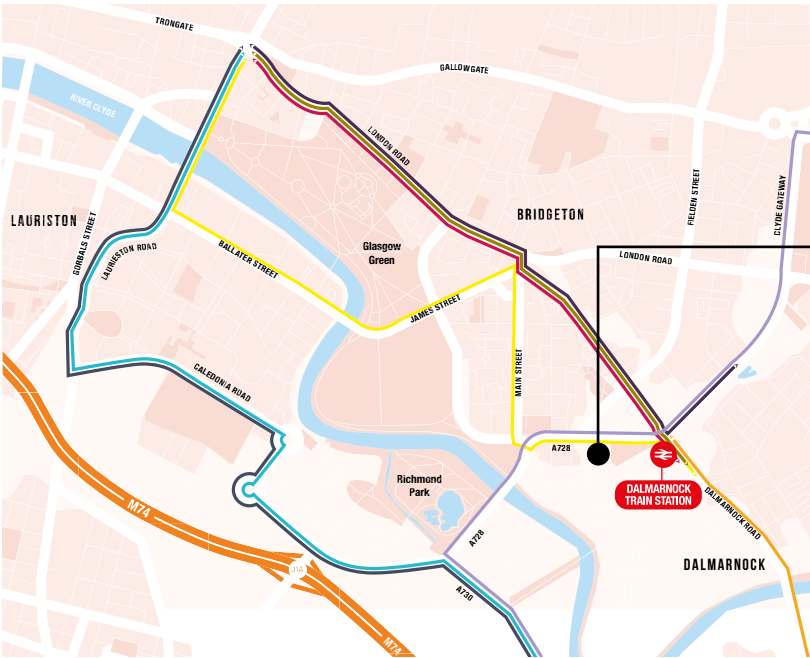 TRONGATE
GALLOWGATE
RIVER CLYDE
LONDON ROAD
BRIDGETON
FIELDEN STREET
CLYDE GATEWAY
LAURISTON
GORBALS STREET
LAURIESTON ROAD
BALLATER STREET
Glasgow
Green
LONDON ROAD
JAMES STREET
MAIN STREET
CALEDONIA ROAD
A728
Richmond
Park
DALMARNOCK
TRAIN STATION
DALMARNOCK ROAD
M74
A728
DALMARNOCK
J1A
A730
M74